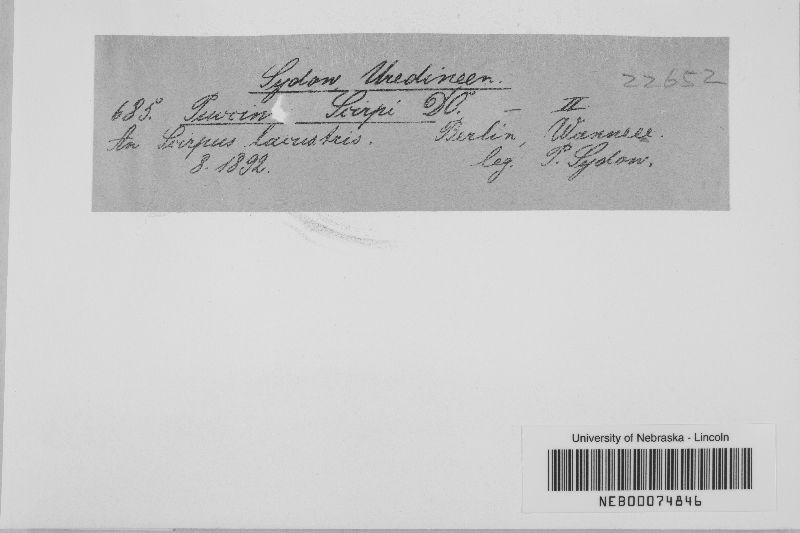 Sydow Uredineen.
22652
685. Puccin Scirpi DC. — II
An Scirpus lacustris. Berlin, Wannsee.
8. 1892. leg. P. Sydow.
University of Nebraska - Lincoln
NEB00074846